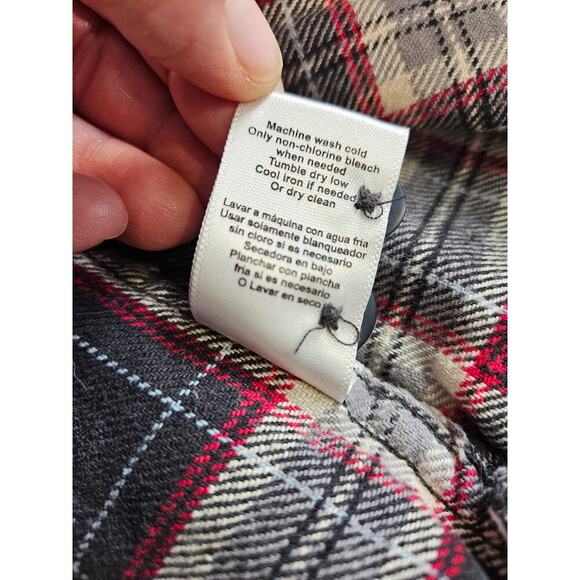 Machine wash cold
Only non-chlorine bleach
when needed
Tumble dry low
Cool iron if needed
Or dry clean
Lavar a máquina con agua fría
Usar solamente blanqueador
sin cloro si es necesario
Secadora en bajo
Planchar con plancha
fría si es necesario
O Lavar en seco